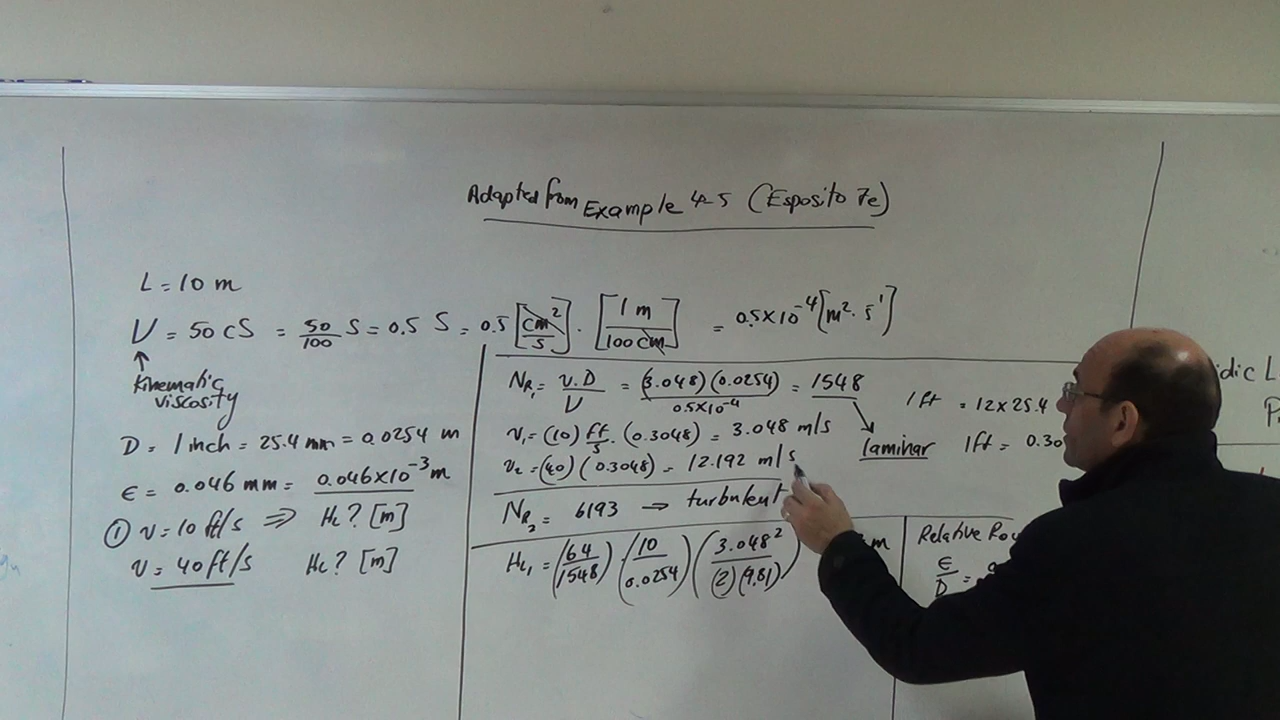 Adapted from Example 4-5 (Esposito 7e)
L = 10 m
ν = 50 cS = 50/100 S = 0.5 S = 0.5 [cm²/s] · [1 m/100 cm] = 0.5×10⁻⁴ [m²·s⁻¹]
↑
Kinematic
viscosity
D = 1 inch = 25.4 mm = 0.0254 m
ε = 0.046 mm = 0.046×10⁻³ m
① v = 10 ft/s ⇒ HL? [m]
v = 40 ft/s HL? [m]
NR₁ = v.D/ν = (3.048)(0.0254)/0.5×10⁻⁴ = 1548
laminar
v₁ = (10) ft/s . (0.3048) = 3.048 m/s
v₂ = (40)(0.3048) = 12.192 m/s
NR₂ = 6193 → turbulent
HL₁ = (64/1548) (10/0.0254) (3.048²/(2)(9.81)) m
1 ft = 12×25.4
1 ft = 0.30
Relative Rou
ε/D =
idic L